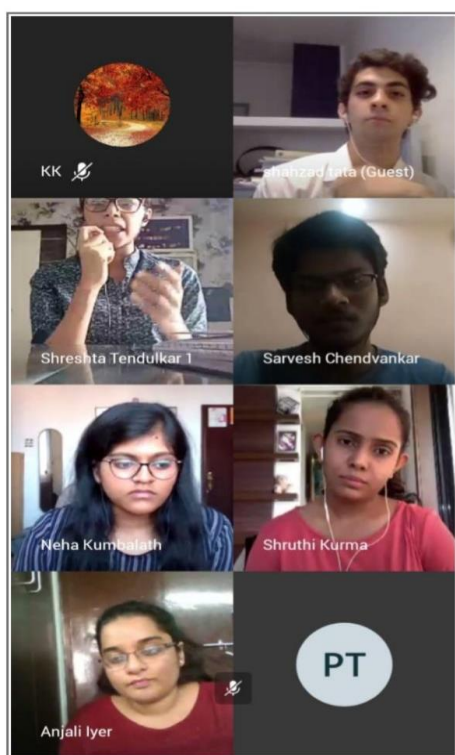 KK
shahzad tata (Guest)
Shreshta Tendulkar 1
Sarvesh Chendvankar
Neha Kumbalath
Shruthi Kurma
Anjali Iyer
PT